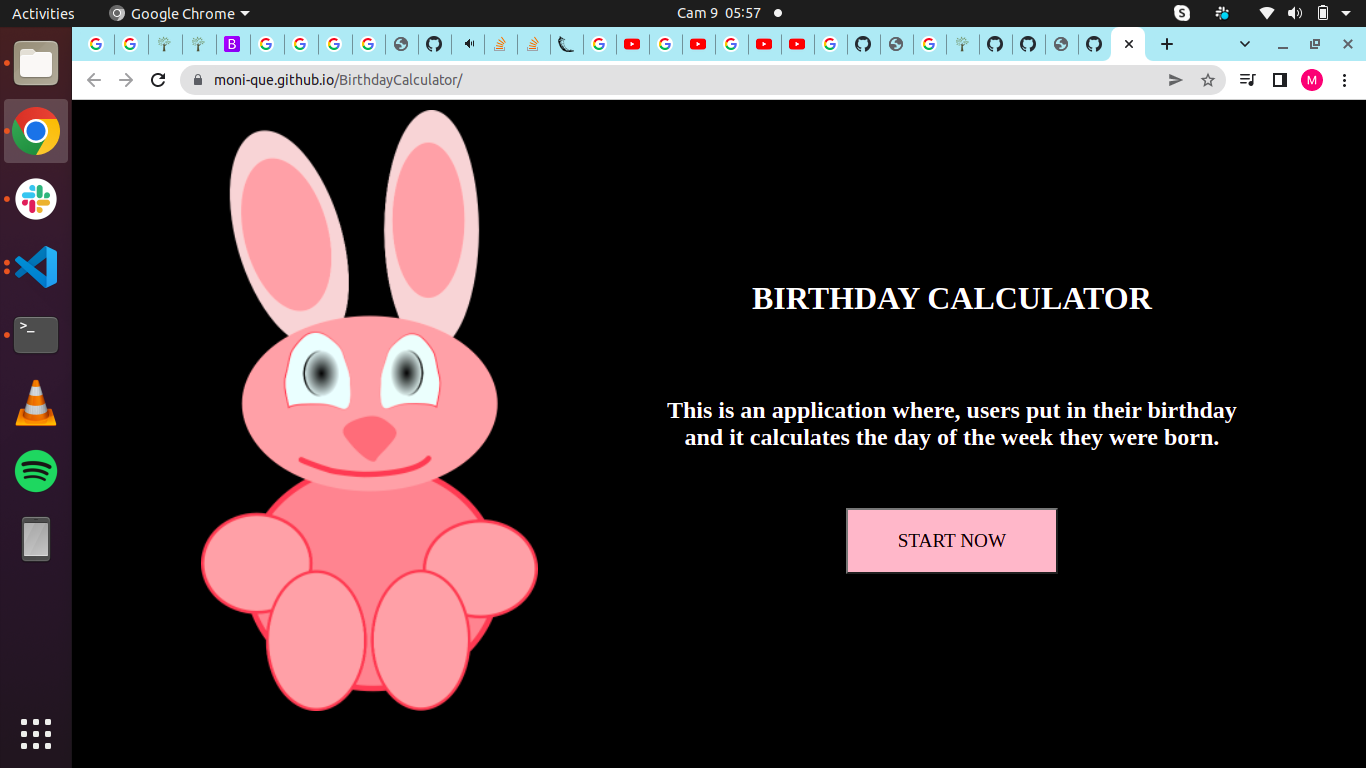 Activities
Google Chrome
Cam 9 05:57
S
B
moni-que.github.io/BirthdayCalculator/
M
>_
BIRTHDAY CALCULATOR
This is an application where, users put in their birthday
and it calculates the day of the week they were born.
START NOW